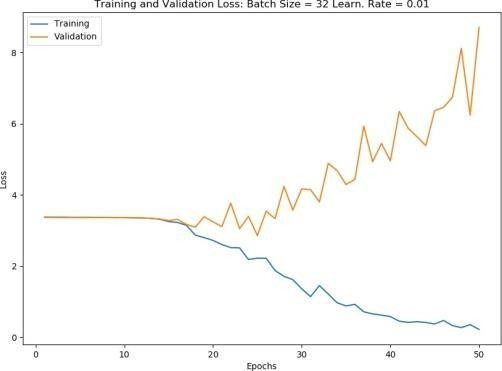 Training and Validation Loss: Batch Size = 32 Learn. Rate = 0.01
Training
Validation
Loss
8
6
4
2
0
0 10 20 30 40 50
Epochs